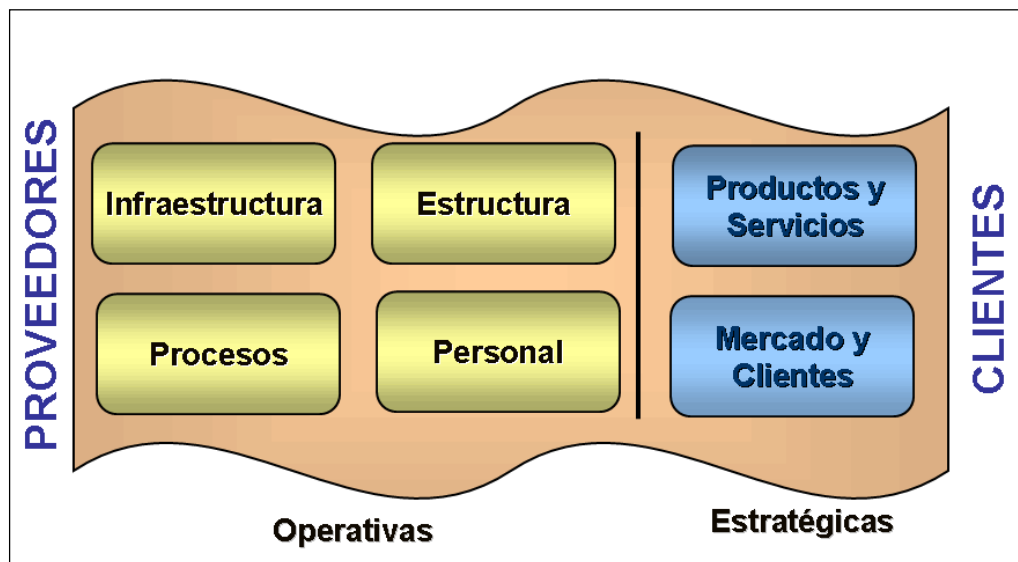 PROVEEDORES
Infraestructura
Estructura
Productos y
Servicios
Procesos
Personal
Mercado y
Clientes
CLIENTES
Operativas
Estratégicas